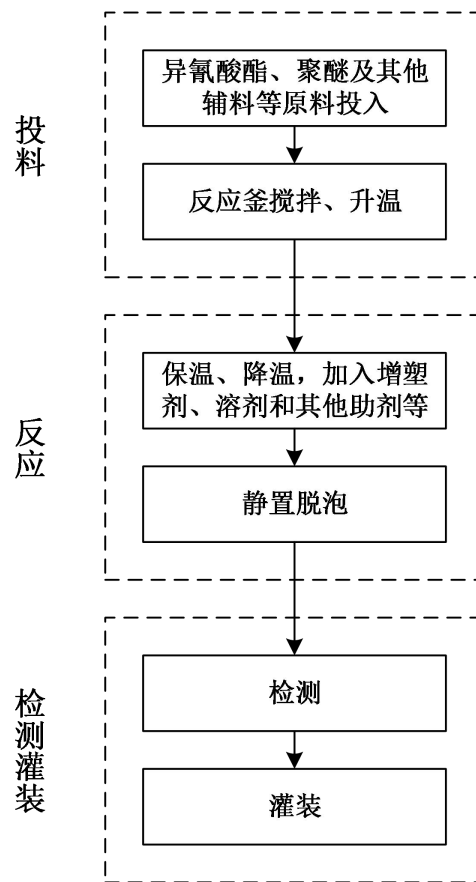 投料
异氰酸酯、聚醚及其他
辅料等原料投入
反应釜搅拌、升温
反应
保温、降温，加入增塑
剂、溶剂和其他助剂等
静置脱泡
检测灌装
检测
灌装